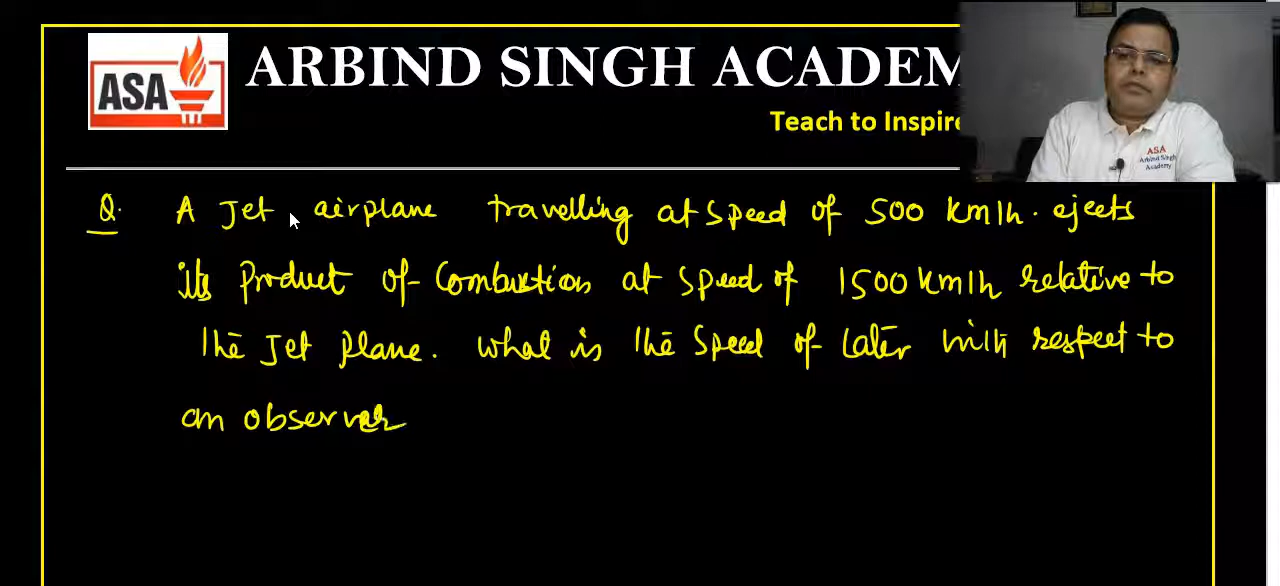 ASA
ARBIND SINGH ACADEM
Teach to Inspire
ASA
Arbind Singh
Academy
Q. A Jet airplane travelling at speed of 500 km/h. ejects
its product of combustion at speed of 1500 km/h relative to
the jet plane. What is the speed of later with respect to
an observer